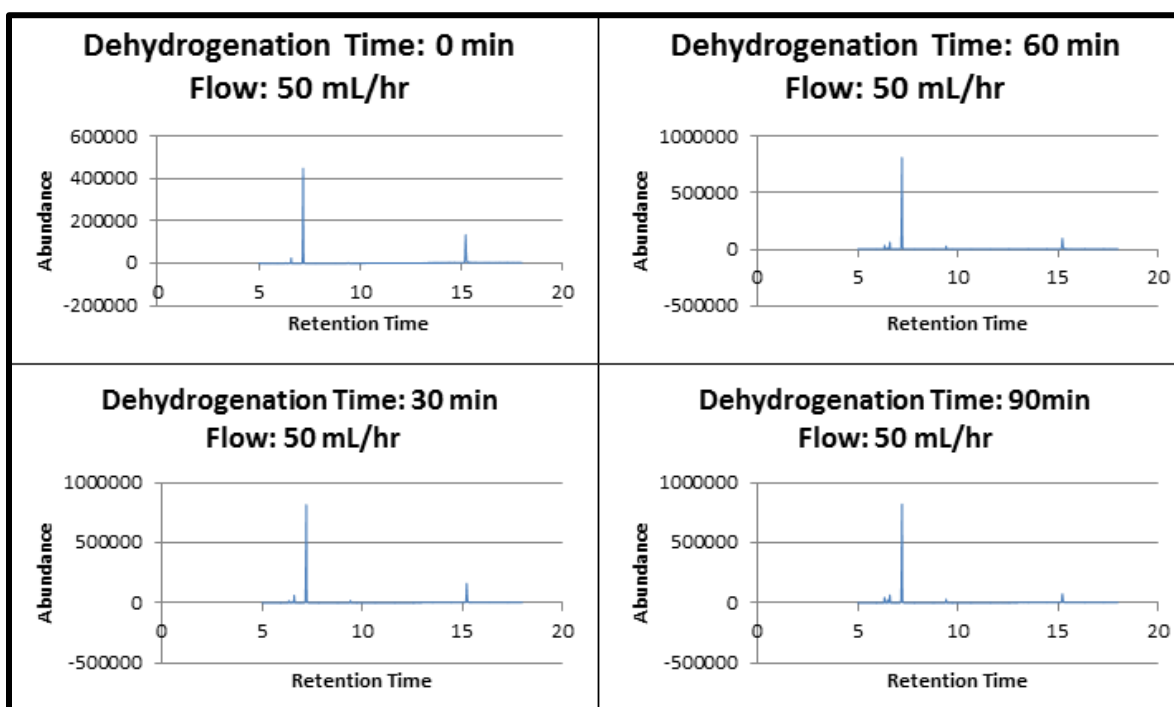 Dehydrogenation Time: 0 min
Flow: 50 mL/hr
600000
400000
200000
0
-200000
0
5
10
15
20
Abundance
Retention Time
Dehydrogenation Time: 60 min
Flow: 50 mL/hr
1000000
500000
0
-500000
0
5
10
15
20
Abundance
Retention Time
Dehydrogenation Time: 30 min
Flow: 50 mL/hr
1000000
500000
0
-500000
0
5
10
15
20
Abundance
Retention Time
Dehydrogenation Time: 90min
Flow: 50 mL/hr
1000000
500000
0
-500000
0
5
10
15
20
Abundance
Retention Time